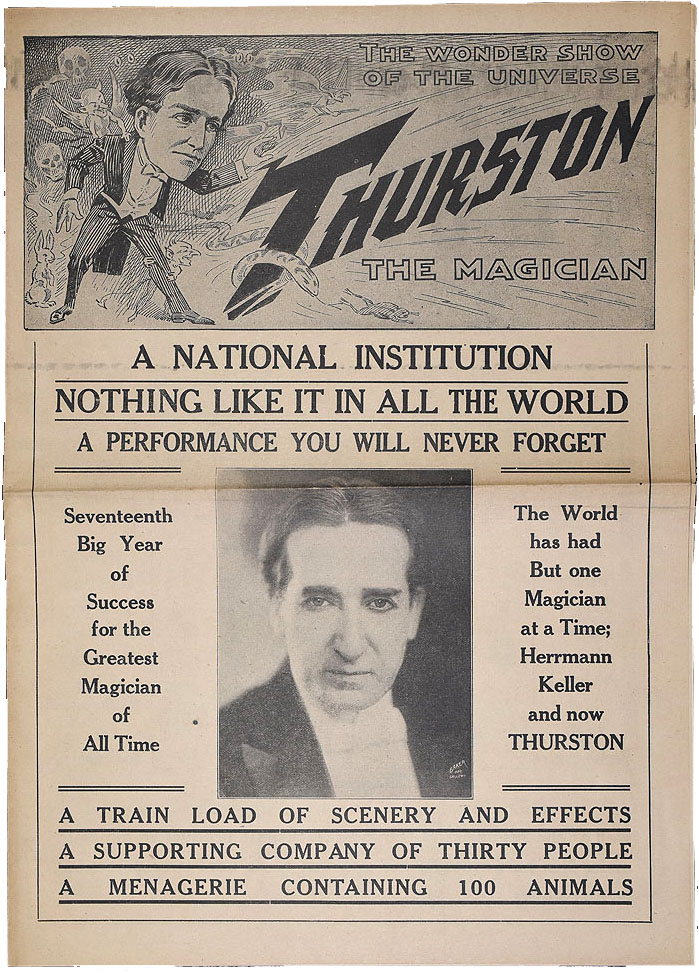 THE WONDER SHOW
OF THE UNIVERSE
THURSTON
THE MAGICIAN
A NATIONAL INSTITUTION
NOTHING LIKE IT IN ALL THE WORLD
A PERFORMANCE YOU WILL NEVER FORGET
Seventeenth
Big Year
of
Success
for the
Greatest
Magician
of
All Time
The World
has had
But one
Magician
at a Time;
Herrmann
Keller
and now
THURSTON
A TRAIN LOAD OF SCENERY AND EFFECTS
A SUPPORTING COMPANY OF THIRTY PEOPLE
A MENAGERIE CONTAINING 100 ANIMALS